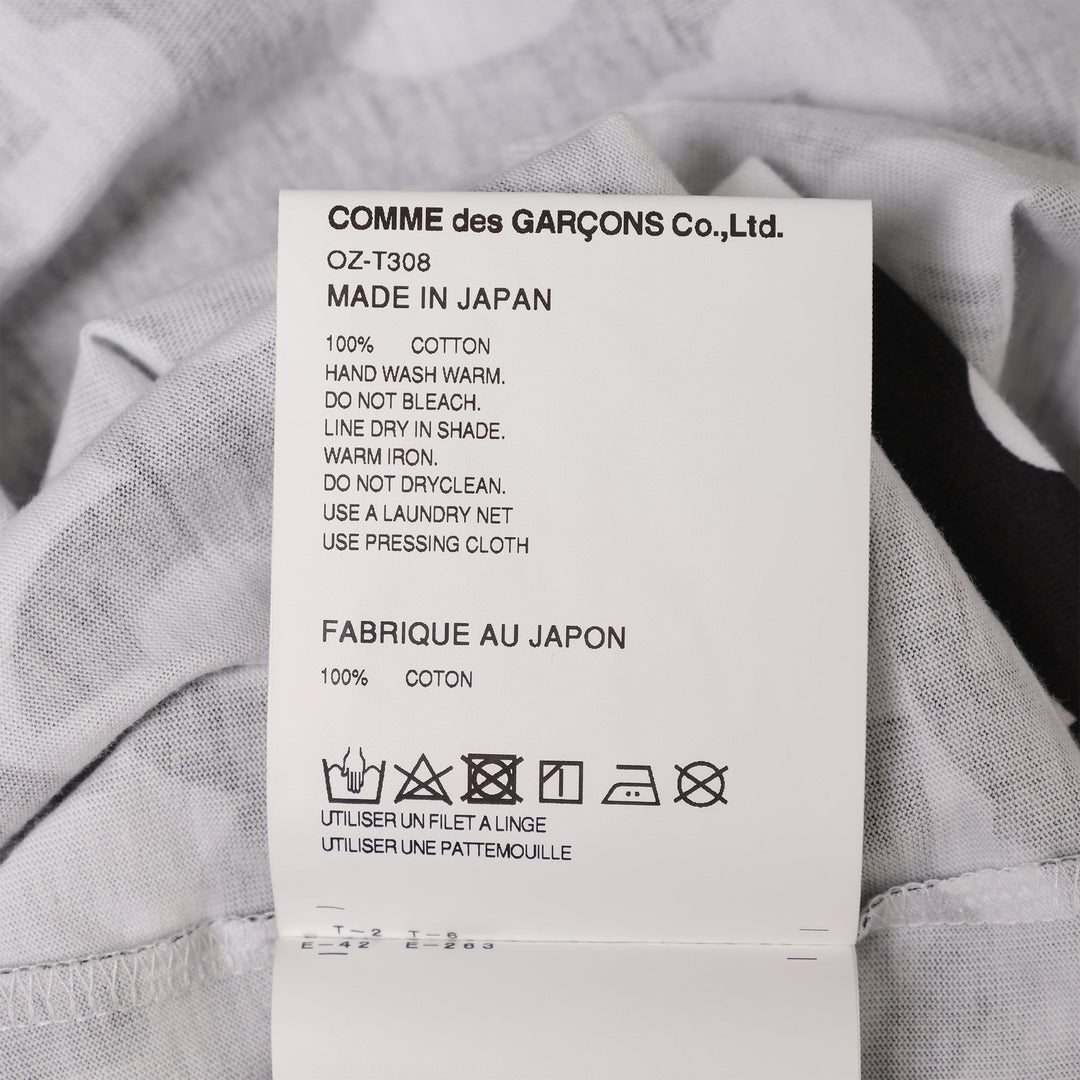 COMME des GARÇONS Co.,Ltd.
OZ-T308
MADE IN JAPAN
100% COTTON
HAND WASH WARM.
DO NOT BLEACH.
LINE DRY IN SHADE.
WARM IRON.
DO NOT DRYCLEAN.
USE A LAUNDRY NET
USE PRESSING CLOTH
FABRIQUE AU JAPON
100% COTON
UTILISER UN FILET A LINGE
UTILISER UNE PATTEMOUILLE
T-2 T-6
E-42 E-263